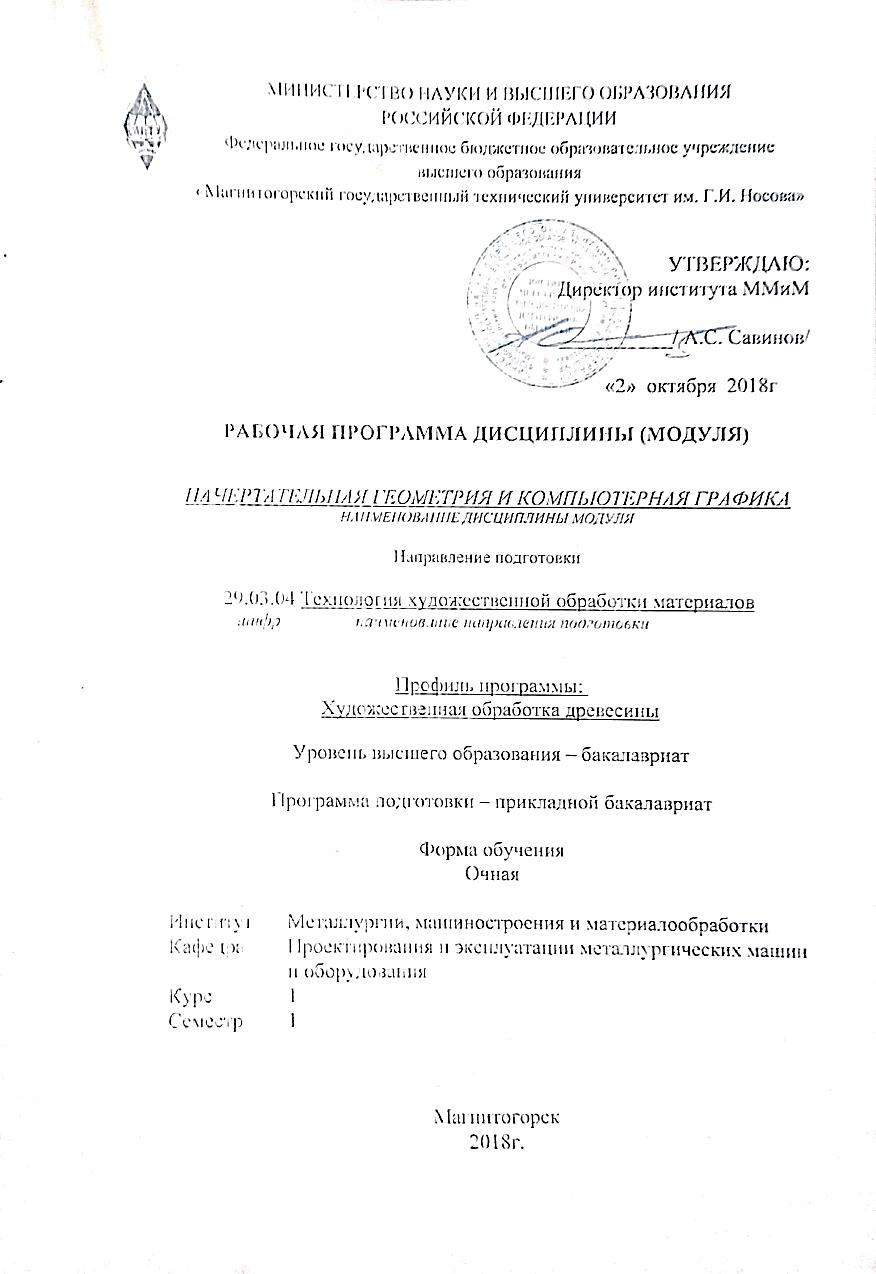 МИНИСТЕРСТВО НАУКИ И ВЫСШЕГО ОБРАЗОВАНИЯ
РОССИЙСКОЙ ФЕДЕРАЦИИ
Федеральное государственное бюджетное образовательное учреждение
высшего образования
«Магнитогорский государственный технический университет им. Г.И. Носова»
УТВЕРЖДАЮ:
Директор института ММиМ
/А.С. Савинов/
«2» октября 2018г
РАБОЧАЯ ПРОГРАММА ДИСЦИПЛИНЫ (МОДУЛЯ)
НАЧЕРТАТЕЛЬНАЯ ГЕОМЕТРИЯ И КОМПЬЮТЕРНАЯ ГРАФИКА
НАИМЕНОВАНИЕ ДИСЦИПЛИНЫ МОДУЛЯ
Направление подготовки
29.03.04 Технология художественной обработки материалов
шифр наименование направления подготовки
Профиль программы:
Художественная обработка древесины
Уровень высшего образования – бакалавриат
Программа подготовки – прикладной бакалавриат
Форма обучения
Очная
Институт Металлургии, машиностроения и материалообработки
Кафедра Проектирования и эксплуатации металлургических машин
и оборудования
Курс 1
Семестр 1
Магнитогорск
2018г.